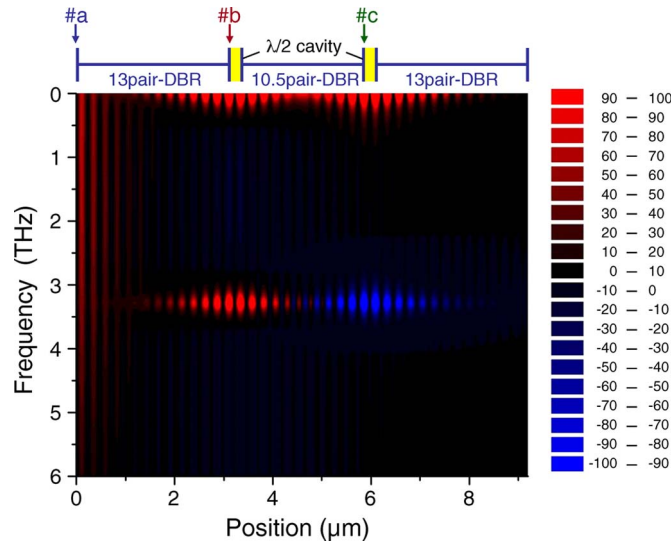 #a #b #c
λ/2 cavity
13pair-DBR 10.5pair-DBR 13pair-DBR
0
1
2
3
4
5
6
Frequency (THz)
0 2 4 6 8
Position (μm)
90 — 100
80 — 90
70 — 80
60 — 70
50 — 60
40 — 50
30 — 40
20 — 30
10 — 20
0 — 10
-10 — 0
-20 — -10
-30 — -20
-40 — -30
-50 — -40
-60 — -50
-70 — -60
-80 — -70
-90 — -80
-100 — -90